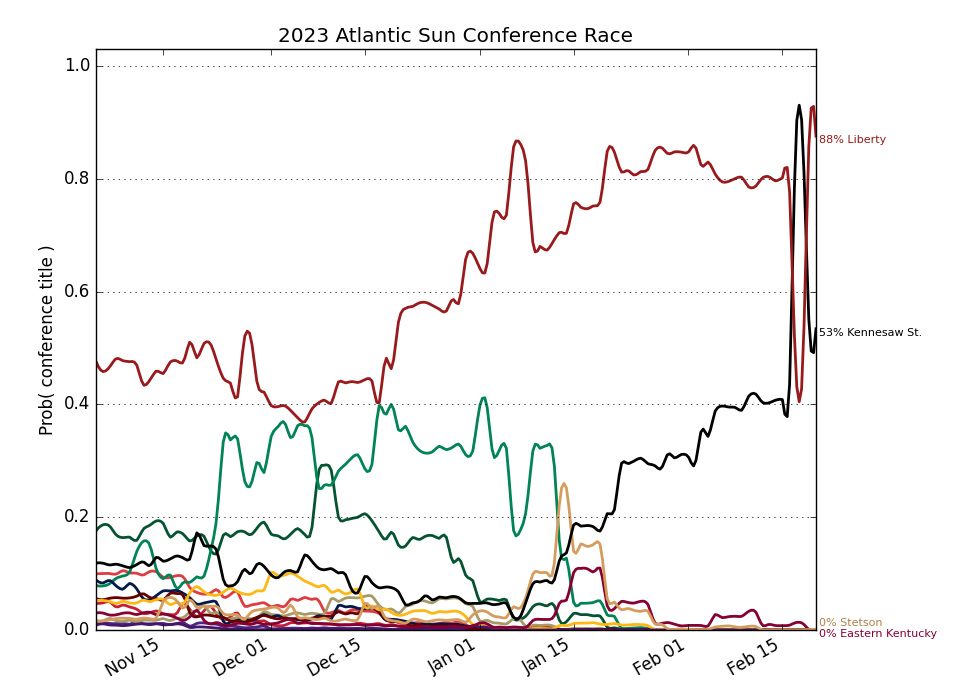 2023 Atlantic Sun Conference Race
Prob( conference title )
1.0
0.8
0.6
0.4
0.2
0.0
88% Liberty
53% Kennesaw St.
0% Stetson
0% Eastern Kentucky
Nov 15
Dec 01
Dec 15
Jan 01
Jan 15
Feb 01
Feb 15